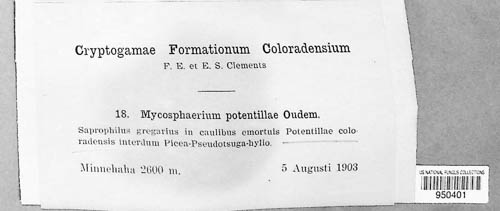 Cryptogamae Formationum Coloradensium
F. E. et E. S. Clements
18. Mycosphaerium potentillae Oudem.
Saprophilus gregarius in caulibus emortuis Potentillae colo-
radensis interdum Picea-Pseudotsuga-hylio.
Minnehaha 2600 m. 5 Augusti 1903
US NATIONAL FUNGUS COLLECTIONS
950401